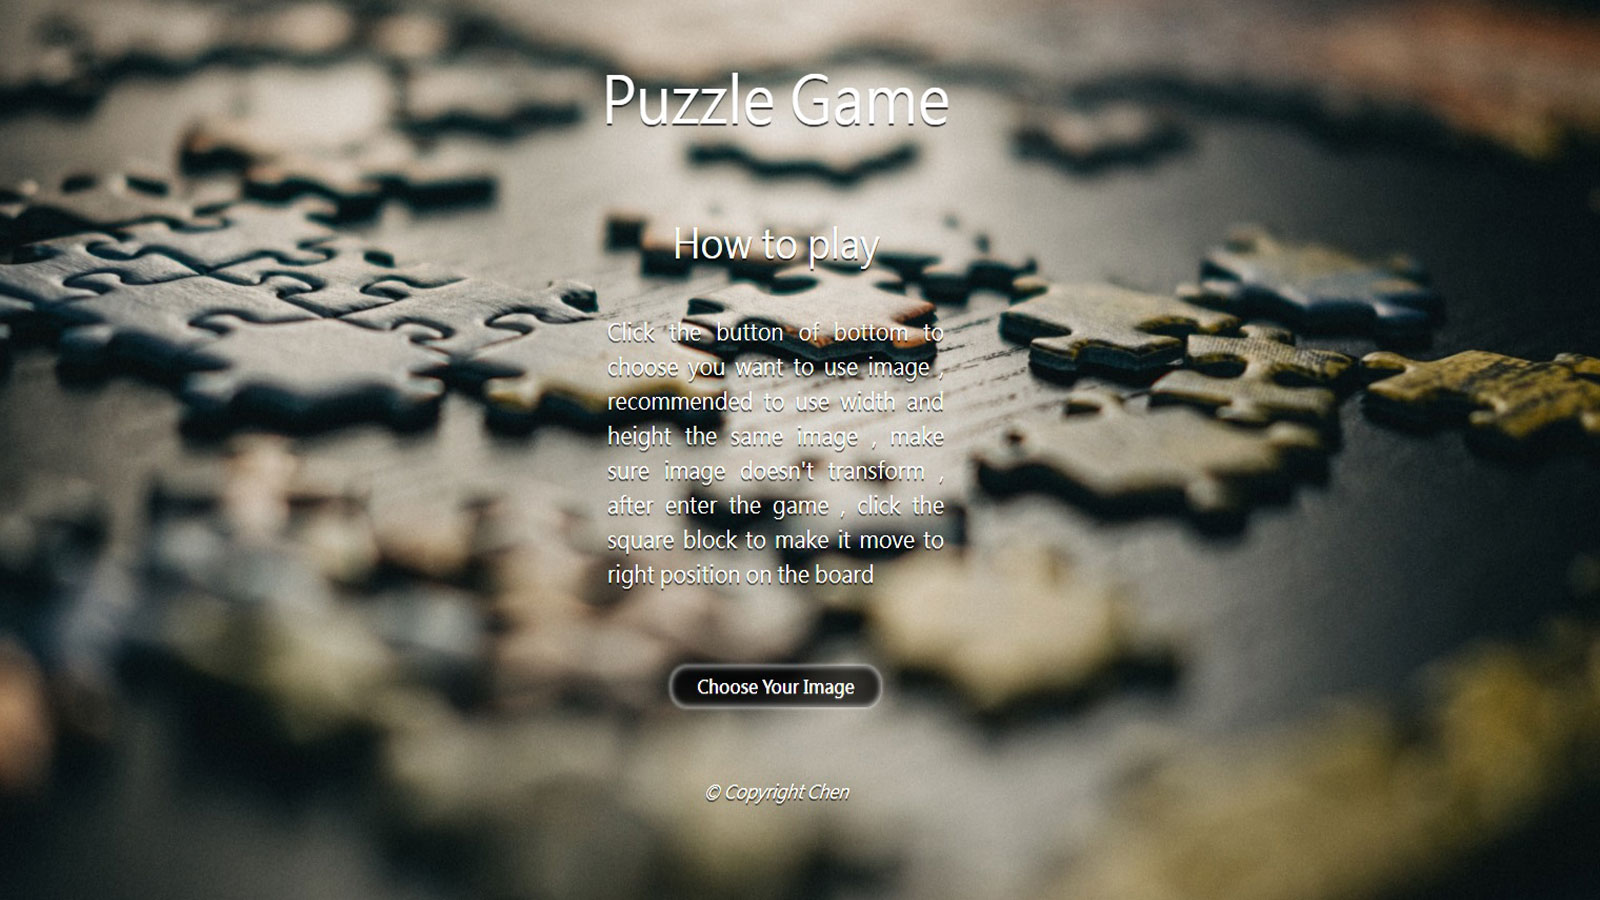 Puzzle Game
How to play
Click the button of bottom to
choose you want to use image ,
recommended to use width and
height the same image , make
sure image doesn't transform ,
after enter the game , click the
square block to make it move to
right position on the board
Choose Your Image
© Copyright Chen